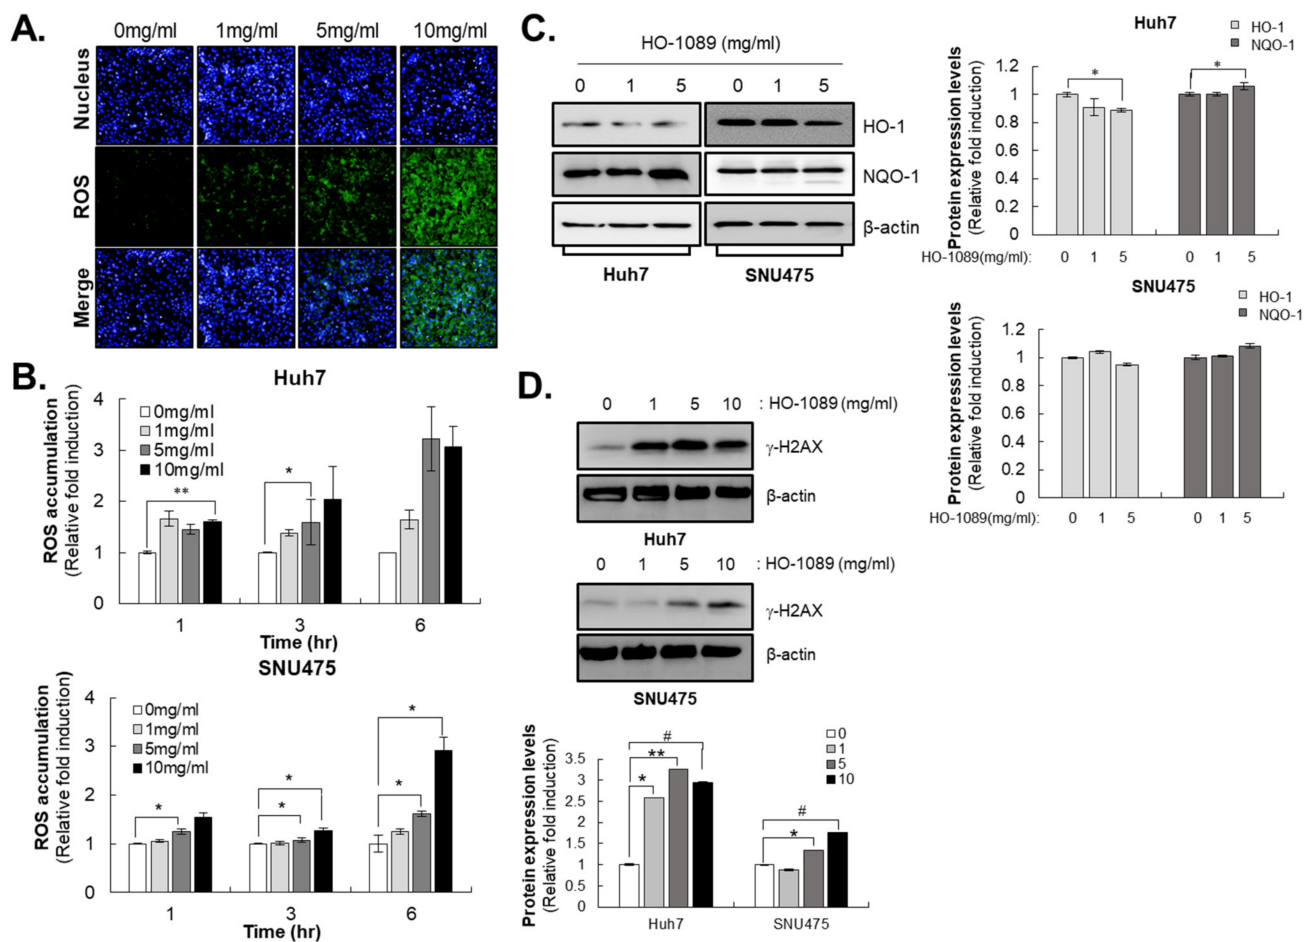 A.
0mg/ml 1mg/ml 5mg/ml 10mg/ml
Nucleus
ROS
Merge
B.
Huh7
ROS accumulation
(Relative fold induction)
4
3
2
1
0
0mg/ml
1mg/ml
5mg/ml
10mg/ml
**
*
1 3 6
Time (hr)
SNU475
ROS accumulation
(Relative fold induction)
4
3
2
1
0
0mg/ml
1mg/ml
5mg/ml
10mg/ml
*
*
*
*
*
1 3 6
Time (hr)
C.
HO-1089 (mg/ml)
0 1 5 0 1 5
HO-1
NQO-1
β-actin
Huh7 SNU475
Huh7
HO-1
NQO-1
Protein expression levels
(Relative fold induction)
1.2
1
0.8
0.6
0.4
0.2
0
*
*
HO-1089(mg/ml): 0 1 5 0 1 5
SNU475
HO-1
NQO-1
Protein expression levels
(Relative fold induction)
1.2
1
0.8
0.6
0.4
0.2
0
HO-1089(mg/ml): 0 1 5 0 1 5
D.
0 1 5 10 : HO-1089 (mg/ml)
γ-H2AX
β-actin
Huh7
0 1 5 10 : HO-1089 (mg/ml)
γ-H2AX
β-actin
SNU475
Protein expression levels
(Relative fold induction)
3.5
3
2.5
2
1.5
1
0.5
0
#
**
*
#
*
0
1
5
10
Huh7 SNU475